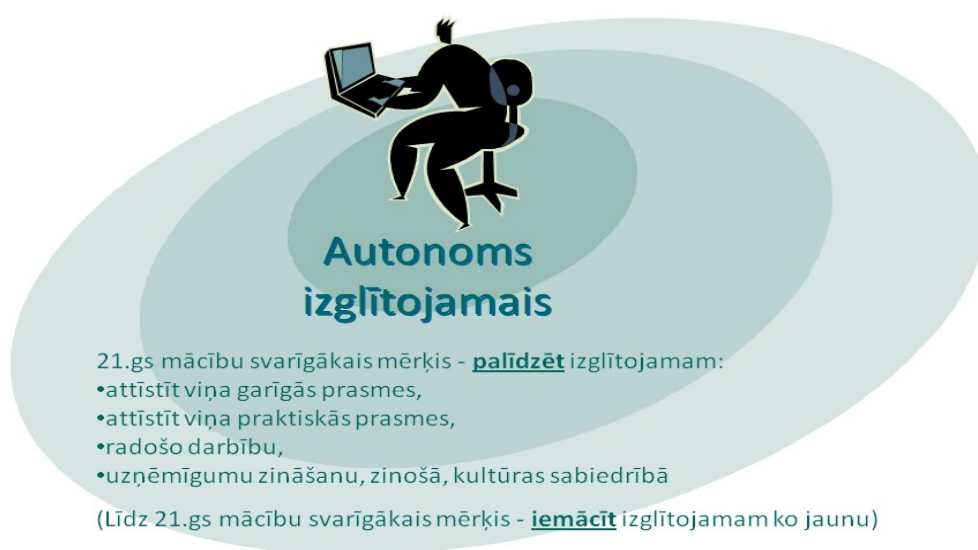 Autonoms
izglītojamais
21.gs mācību svarīgākais mērķis - palīdzēt izglītojamam:
•attīstīt viņa garīgās prasmes,
•attīstīt viņa praktiskās prasmes,
•radošo darbību,
•uzņēmīgumu zināšanu, zinošā, kultūras sabiedrībā
(Līdz 21.gs mācību svarīgākais mērķis - iemācīt izglītojamam ko jaunu)